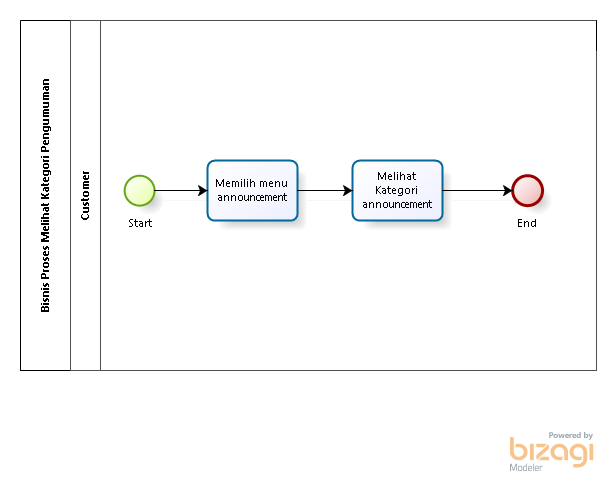 Bisnis Proses Melihat Kategori Pengumuman
Customer
Start
Memilih menu
announcement
Melihat
Kategori
announcement
End
Powered by
bizagi
Modeler